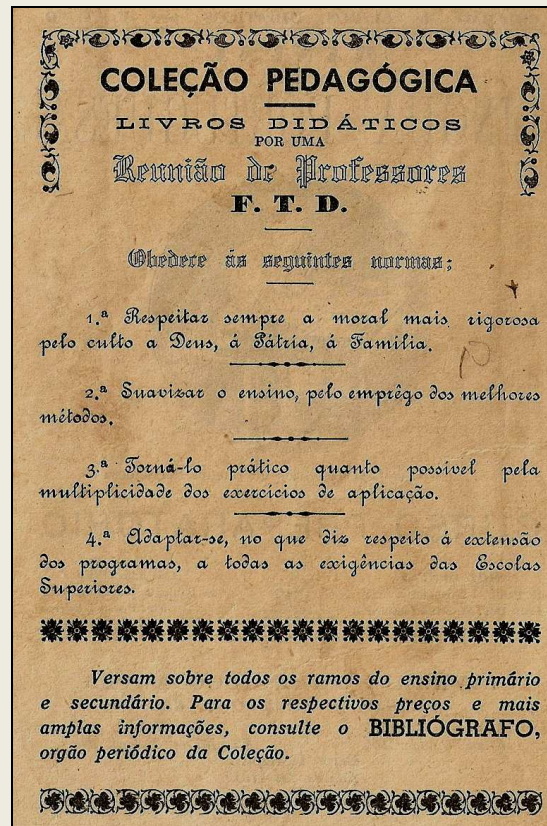 COLEÇÃO PEDAGÓGICA
LIVROS DIDÁTICOS
POR UMA
Reunião de Professores
F. T. D.
Obedece ás seguintes normas;
1.ª Respeitar sempre a moral mais rigorosa
pelo culto a Deus, á Pátria, á Família.
2.ª Suavizar o ensino, pelo emprêgo dos melhores
métodos.
3.ª Torná-lo prático quanto possivel pela
multiplicidade dos exercícios de aplicação.
4.ª Adaptar-se, no que diz respeito á extensão
dos programas, a todas as exigências das Escolas
Superiores.
Versam sobre todos os ramos do ensino primário
e secundário. Para os respectivos preços e mais
amplas informações, consulte o BIBLIÓGRAFO,
orgão periódico da Coleção.